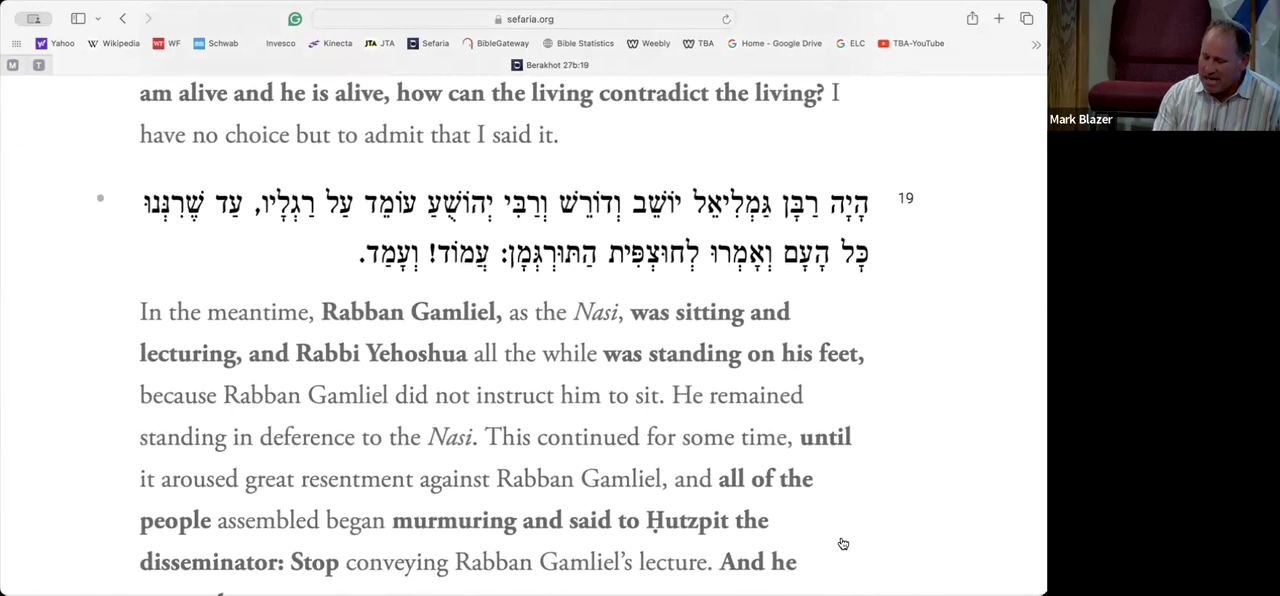 sefaria.org
Yahoo
Wikipedia
WF
Schwab
Invesco
Kinecta
JTA JTA
Sefaria
BibleGateway
Bible Statistics
Weebly
TBA
Home - Google Drive
ELC
TBA-YouTube
M
T
Berakhot 27b:19
am alive and he is alive, how can the living contradict the living? I
have no choice but to admit that I said it.
19
הָיָה רַבָּן גַּמְלִיאֵל יוֹשֵׁב וְדוֹרֵשׁ וְרַבִּי יְהוֹשֻׁעַ עוֹמֵד עַל רַגְלָיו, עַד שֶׁרִנְּנוּ
כׇּל הָעָם וְאָמְרוּ לְחוּצְפִּית הַתּוּרְגְּמָן: עֲמוֹד! וְעָמַד.
In the meantime, Rabban Gamliel, as the Nasi, was sitting and
lecturing, and Rabbi Yehoshua all the while was standing on his feet,
because Rabban Gamliel did not instruct him to sit. He remained
standing in deference to the Nasi. This continued for some time, until
it aroused great resentment against Rabban Gamliel, and all of the
people assembled began murmuring and said to Ḥutzpit the
disseminator: Stop conveying Rabban Gamliel’s lecture. And he
Mark Blazer